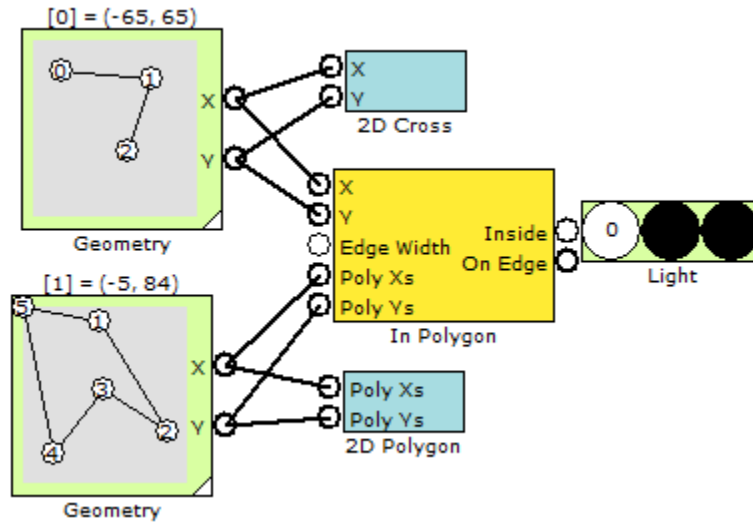 [0] = (-65, 65)
0
1
2
X
Y
Geometry
X
Y
2D Cross
X
Y
Edge Width
Poly Xs
Poly Ys
Inside
On Edge
In Polygon
0
Light
[1] = (-5, 84)
5
1
3
2
4
X
Y
Geometry
Poly Xs
Poly Ys
2D Polygon